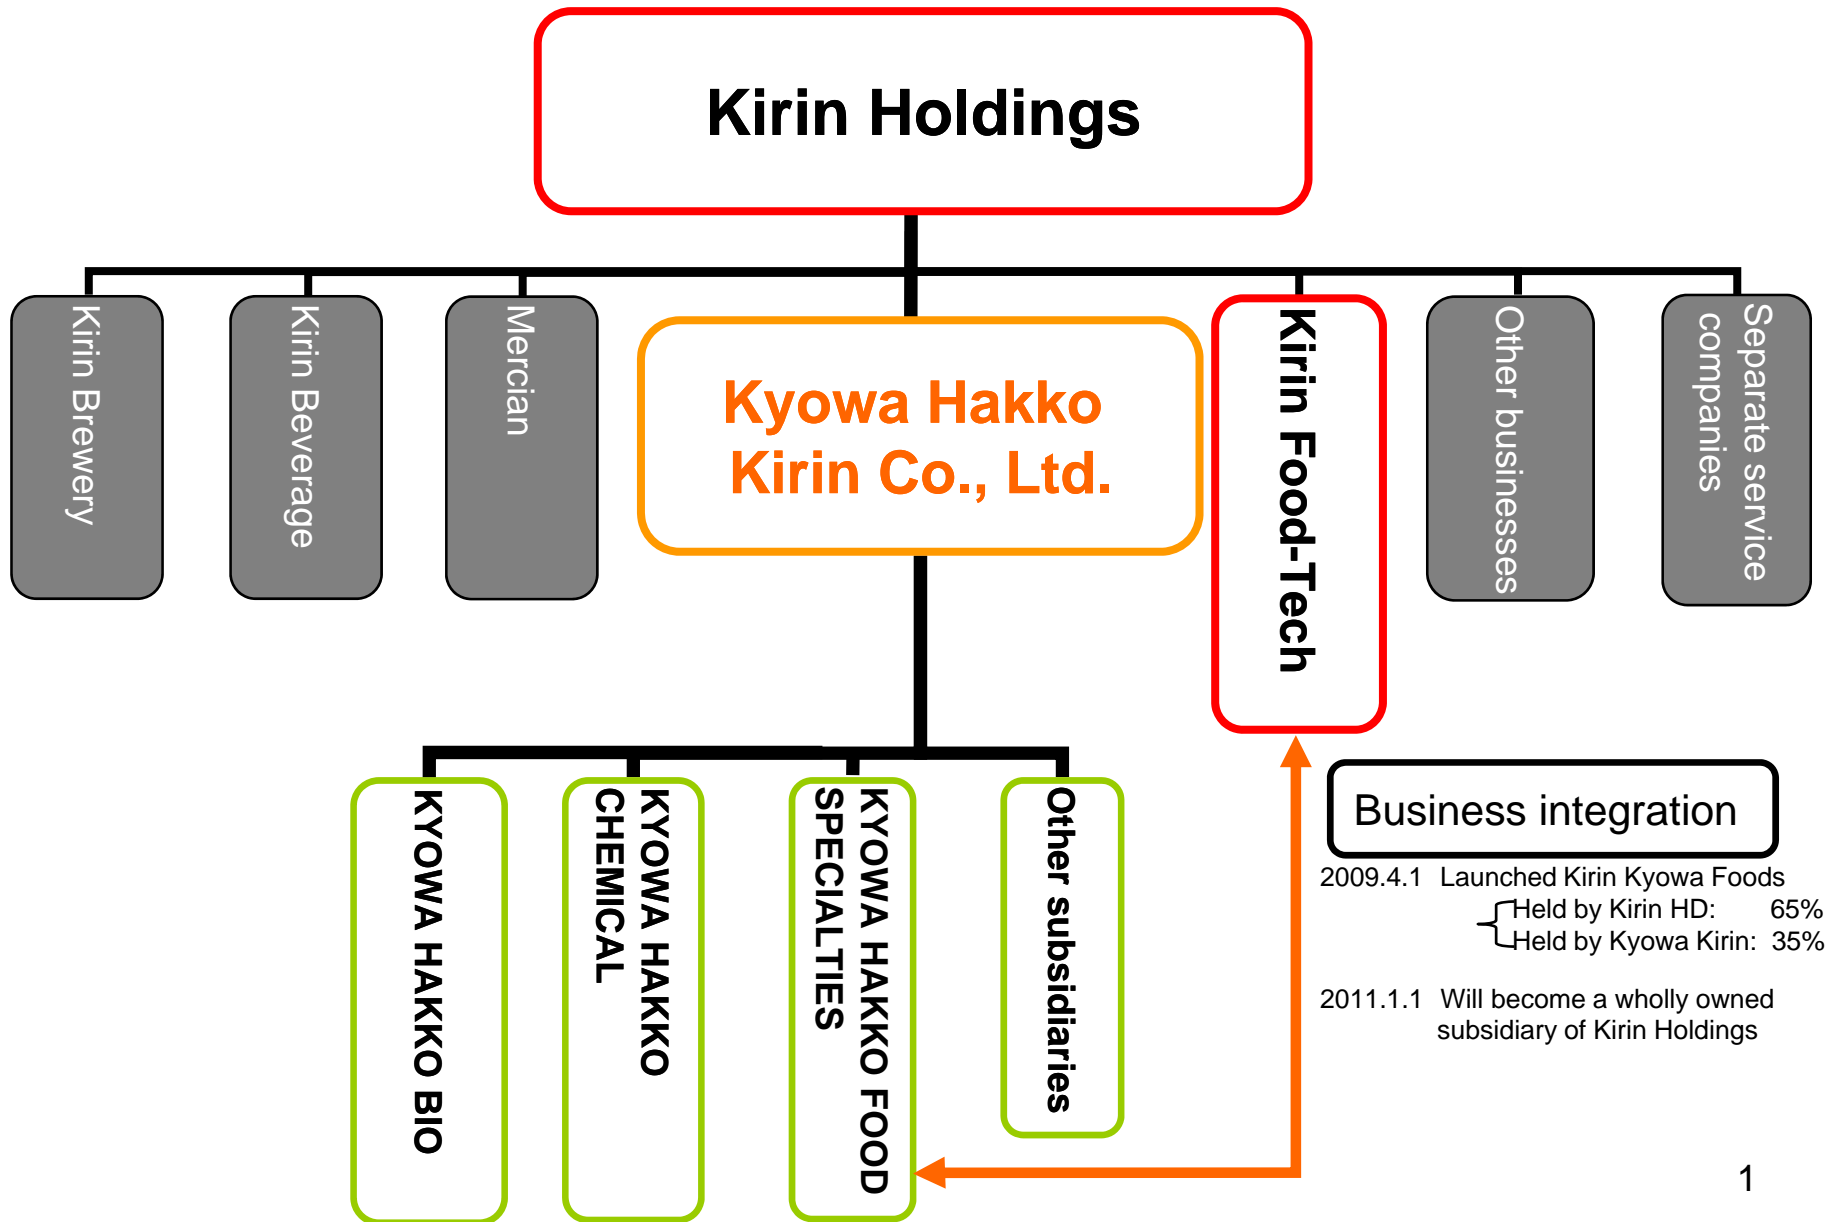 Kirin Holdings
Kirin Brewery
Kirin Beverage
Mercian
Kyowa Hakko
Kirin Co., Ltd.
Kirin Food-Tech
Other businesses
Separate service
companies
KYOWA HAKKO BIO
KYOWA HAKKO
CHEMICAL
KYOWA HAKKO FOOD
SPECIALTIES
Other subsidiaries
Business integration
2009.4.1 Launched Kirin Kyowa Foods
Held by Kirin HD: 65%
Held by Kyowa Kirin: 35%
2011.1.1 Will become a wholly owned
subsidiary of Kirin Holdings
1